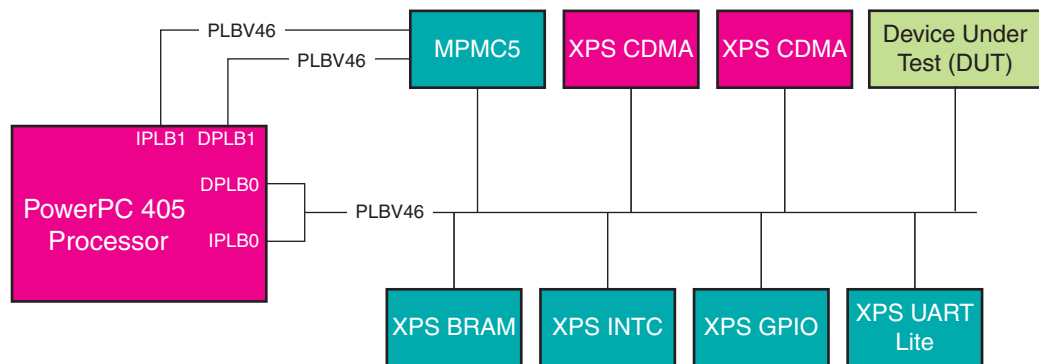 PLBV46
PLBV46
MPMC5
XPS CDMA
XPS CDMA
Device Under
Test (DUT)
IPLB1 DPLB1
DPLB0
PowerPC 405
Processor
IPLB0
PLBV46
XPS BRAM
XPS INTC
XPS GPIO
XPS UART
Lite